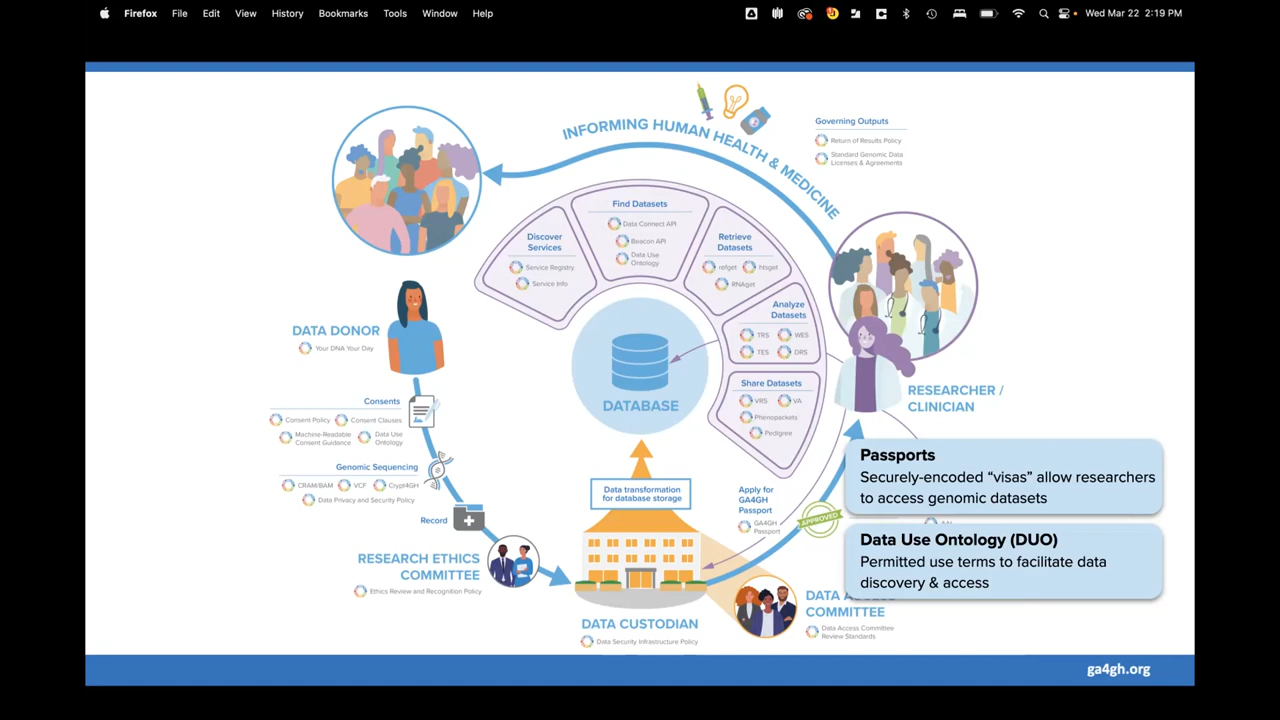 Firefox File Edit View History Bookmarks Tools Window Help
Wed Mar 22 2:19 PM
INFORMING HUMAN HEALTH & MEDICINE
Governing Outputs
Return of Results Policy
Standard Genomic Data
Licenses & Agreements
Find Datasets
Data Connect API
Beacon API
Data Use
Ontology
Discover
Services
Service Registry
Service Info
Retrieve
Datasets
refget htsget
RNAget
Analyze
Datasets
TRS WES
TES DRS
Share Datasets
VRS VA
Phenopackets
Pedigree
DATABASE
DATA DONOR
Your DNA Your Day
RESEARCHER /
CLINICIAN
Consents
Consent Policy Consent Clauses
Machine-Readable
Consent Guidance
Data Use
Ontology
Genomic Sequencing
CRAM/BAM VCF Crypt4GH
Data Privacy and Security Policy
Record
RESEARCH ETHICS
COMMITTEE
Ethics Review and Recognition Policy
Data transformation
for database storage
Apply for
GA4GH
Passport
GA4GH
Passport
APPROVED
Passports
Securely-encoded “visas” allow researchers
to access genomic datasets
Data Use Ontology (DUO)
Permitted use terms to facilitate data
discovery & access
DATA CUSTODIAN
Data Security Infrastructure Policy
DATA
COMMITTEE
Data Access Committee
Review Standards
ga4gh.org